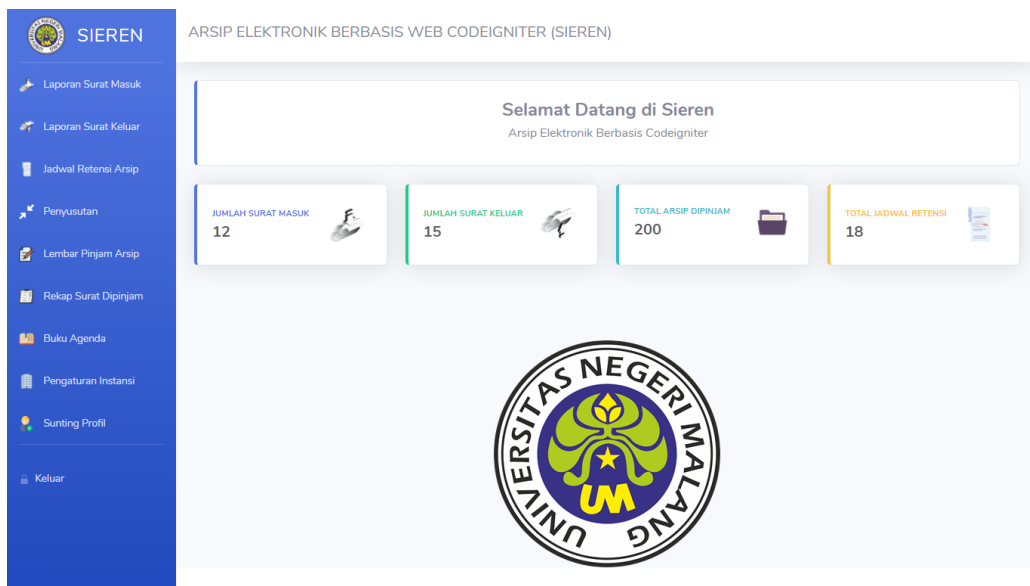 SIEREN
ARSIP ELEKTRONIK BERBASIS WEB CODEIGNITER (SIEREN)
Laporan Surat Masuk
Laporan Surat Keluar
Jadwal Retensi Arsip
Penyusutan
Lembar Pinjam Arsip
Rekap Surat Dipinjam
Buku Agenda
Pengaturan Instansi
Sunting Profil
Keluar
Selamat Datang di Sieren
Arsip Elektronik Berbasis Codeigniter
JUMLAH SURAT MASUK
12
JUMLAH SURAT KELUAR
15
TOTAL ARSIP DIPINJAM
200
TOTAL JADWAL RETENSI
18
UNIVERSITAS NEGERI MALANG
UM